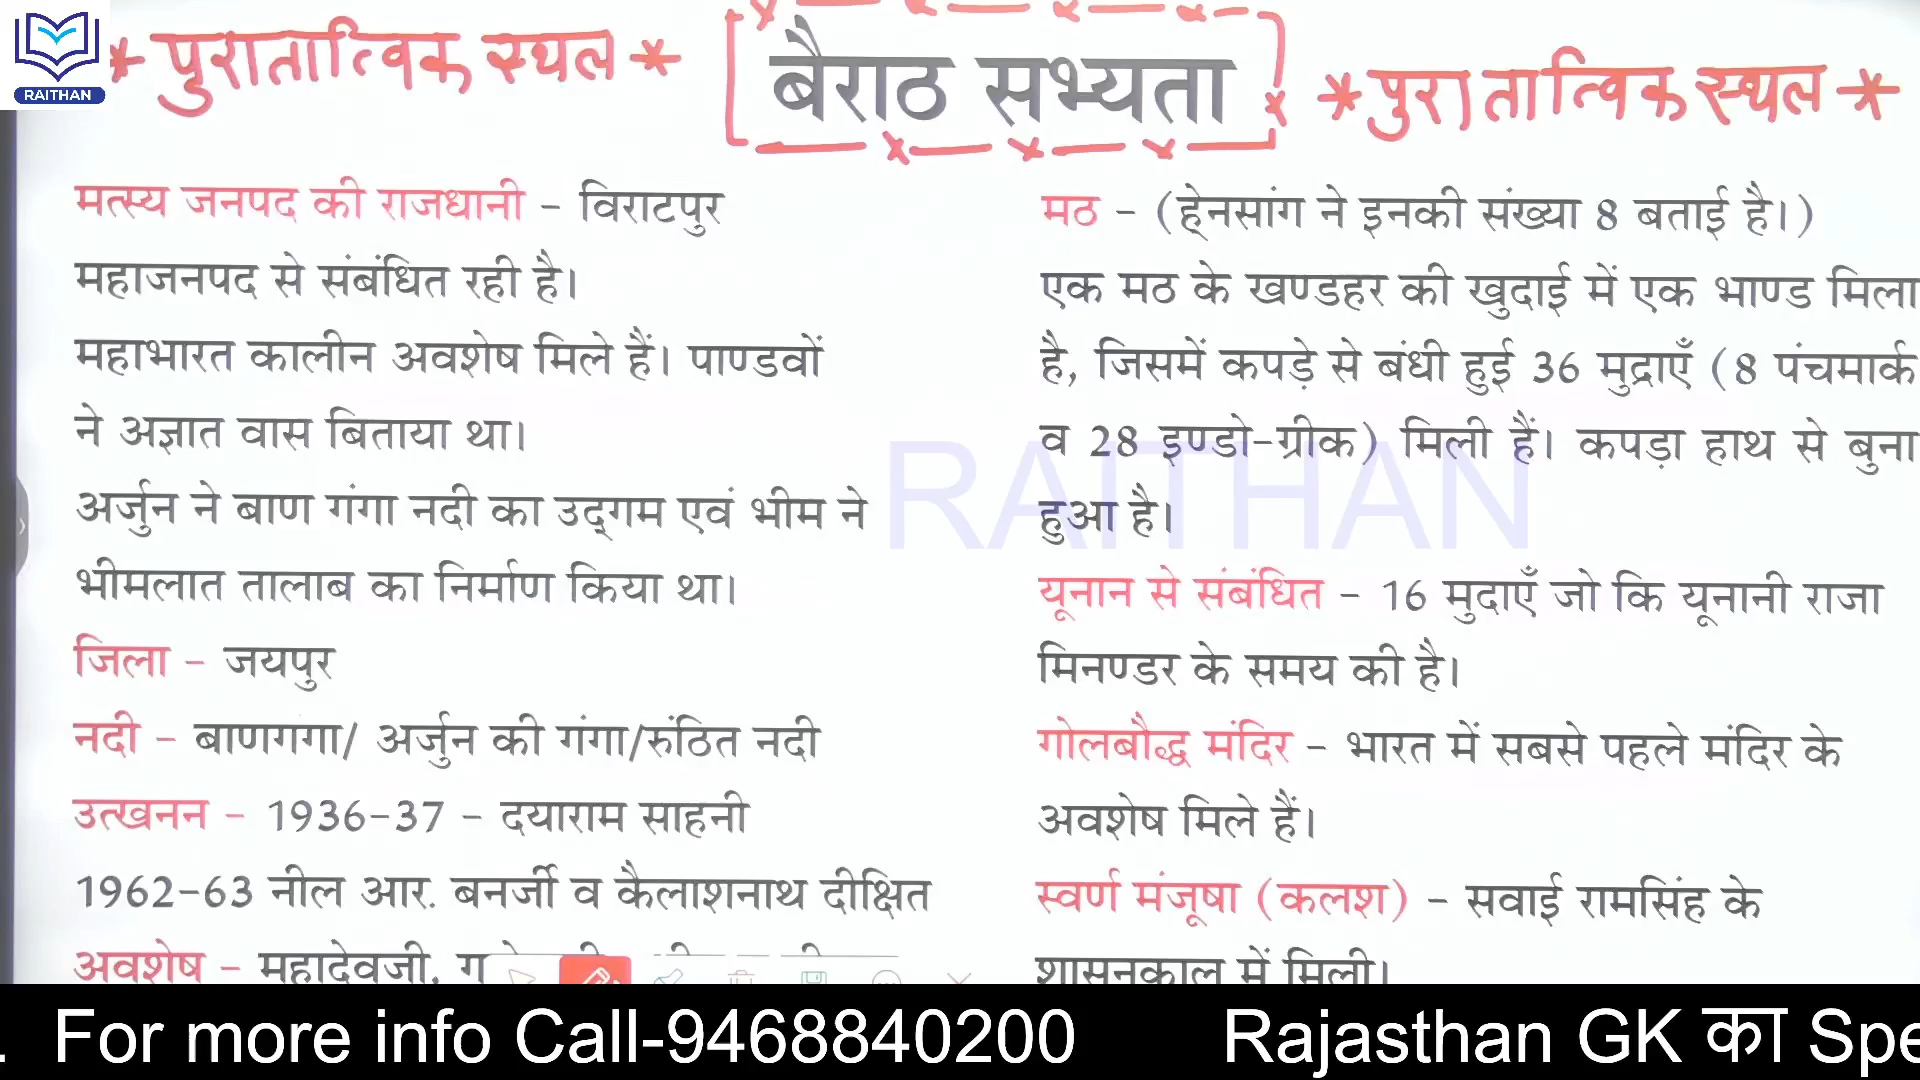 RAITHAN
* पुरातात्विक स्थल *
बैराठ सभ्यता
* पुरातात्विक स्थल *
मत्स्य जनपद की राजधानी - विराटपुर
महाजनपद से संबंधित रही है।
महाभारत कालीन अवशेष मिले हैं। पाण्डवों
ने अज्ञात वास बिताया था।
अर्जुन ने बाण गंगा नदी का उद्गम एवं भीम ने
भीमलात तालाब का निर्माण किया था।
जिला - जयपुर
नदी - बाणगगा/ अर्जुन की गंगा/रुंठित नदी
उत्खनन - 1936-37 - दयाराम साहनी
1962-63 नील आर. बनर्जी व कैलाशनाथ दीक्षित
अवशेष - महादेवजी,
मठ - (ह्वेनसांग ने इनकी संख्या 8 बताई है।)
एक मठ के खण्डहर की खुदाई में एक भाण्ड मिला
है, जिसमें कपड़े से बंधी हुई 36 मुद्राएँ (8 पंचमार्क
व 28 इण्डो-ग्रीक) मिली हैं। कपड़ा हाथ से बुना
हुआ है।
यूनान से संबंधित - 16 मुदाएँ जो कि यूनानी राजा
मिनण्डर के समय की है।
गोलबौद्ध मंदिर - भारत में सबसे पहले मंदिर के
अवशेष मिले हैं।
स्वर्ण मंजूषा (कलश) - सवाई रामसिंह के
शासनकाल में मिली।
RAITHAN
. For more info Call-9468840200 Rajasthan GK का Spe